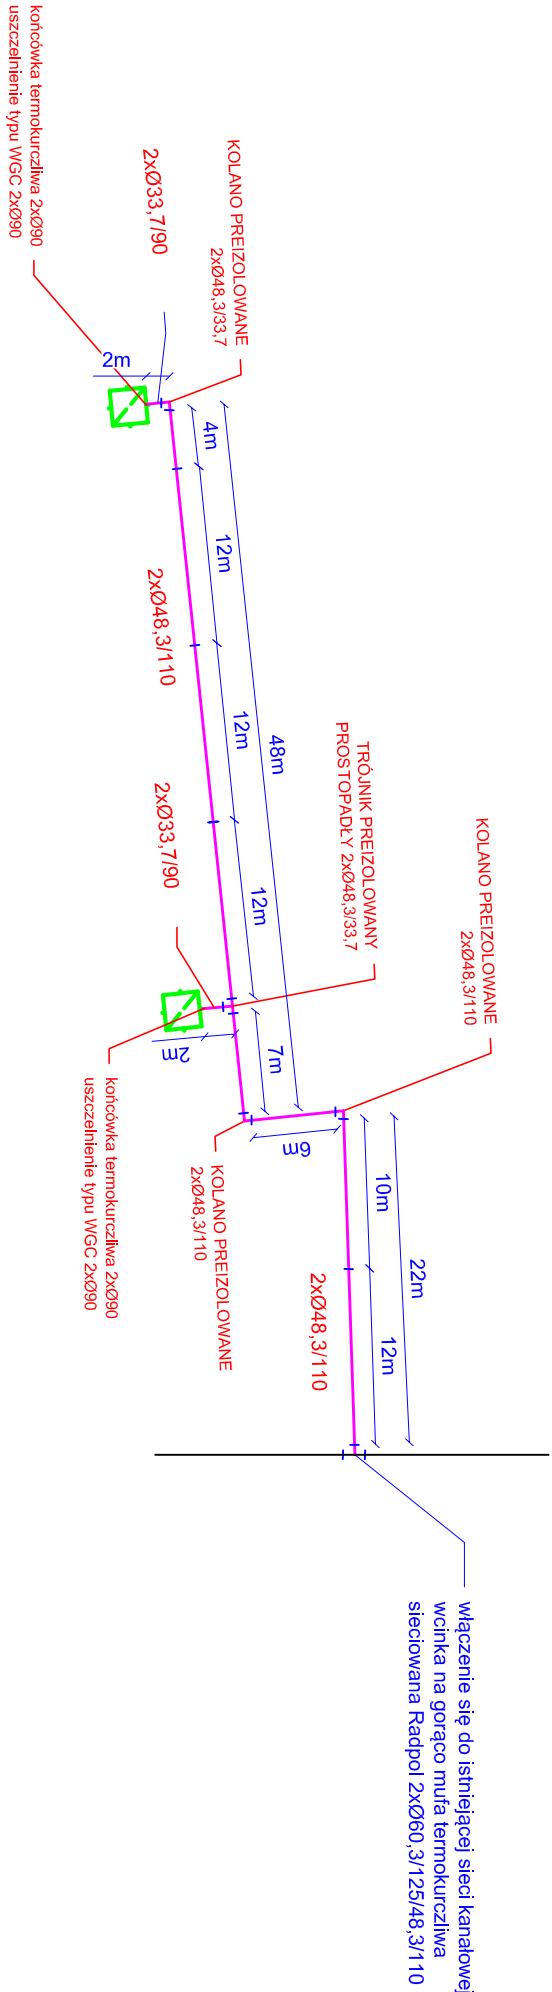 końcówka termokurczliwa 2xØ90
uszczelnienie typu WGC 2xØ90
2xØ33,7/90
KOLANO PREIZOLOWANE
2xØ48,3/33,7
2m
4m
12m
2xØ48,3/110
12m
48m
2xØ33,7/90
12m
TRÓJNIK PREIZOLOWANY
PROSTOPADŁY 2xØ48,3/33,7
KOLANO PREIZOLOWANE
2xØ48,3/110
2m
7m
końcówka termokurczliwa 2xØ90
uszczelnienie typu WGC 2xØ90
6m
KOLANO PREIZOLOWANE
2xØ48,3/110
10m
22m
12m
2xØ48,3/110
włączenie się do istniejącej sieci kanałowej
wcinka na gorąco mufa termokurczliwa
sieciowana Radpol 2xØ60,3/125/48,3/110